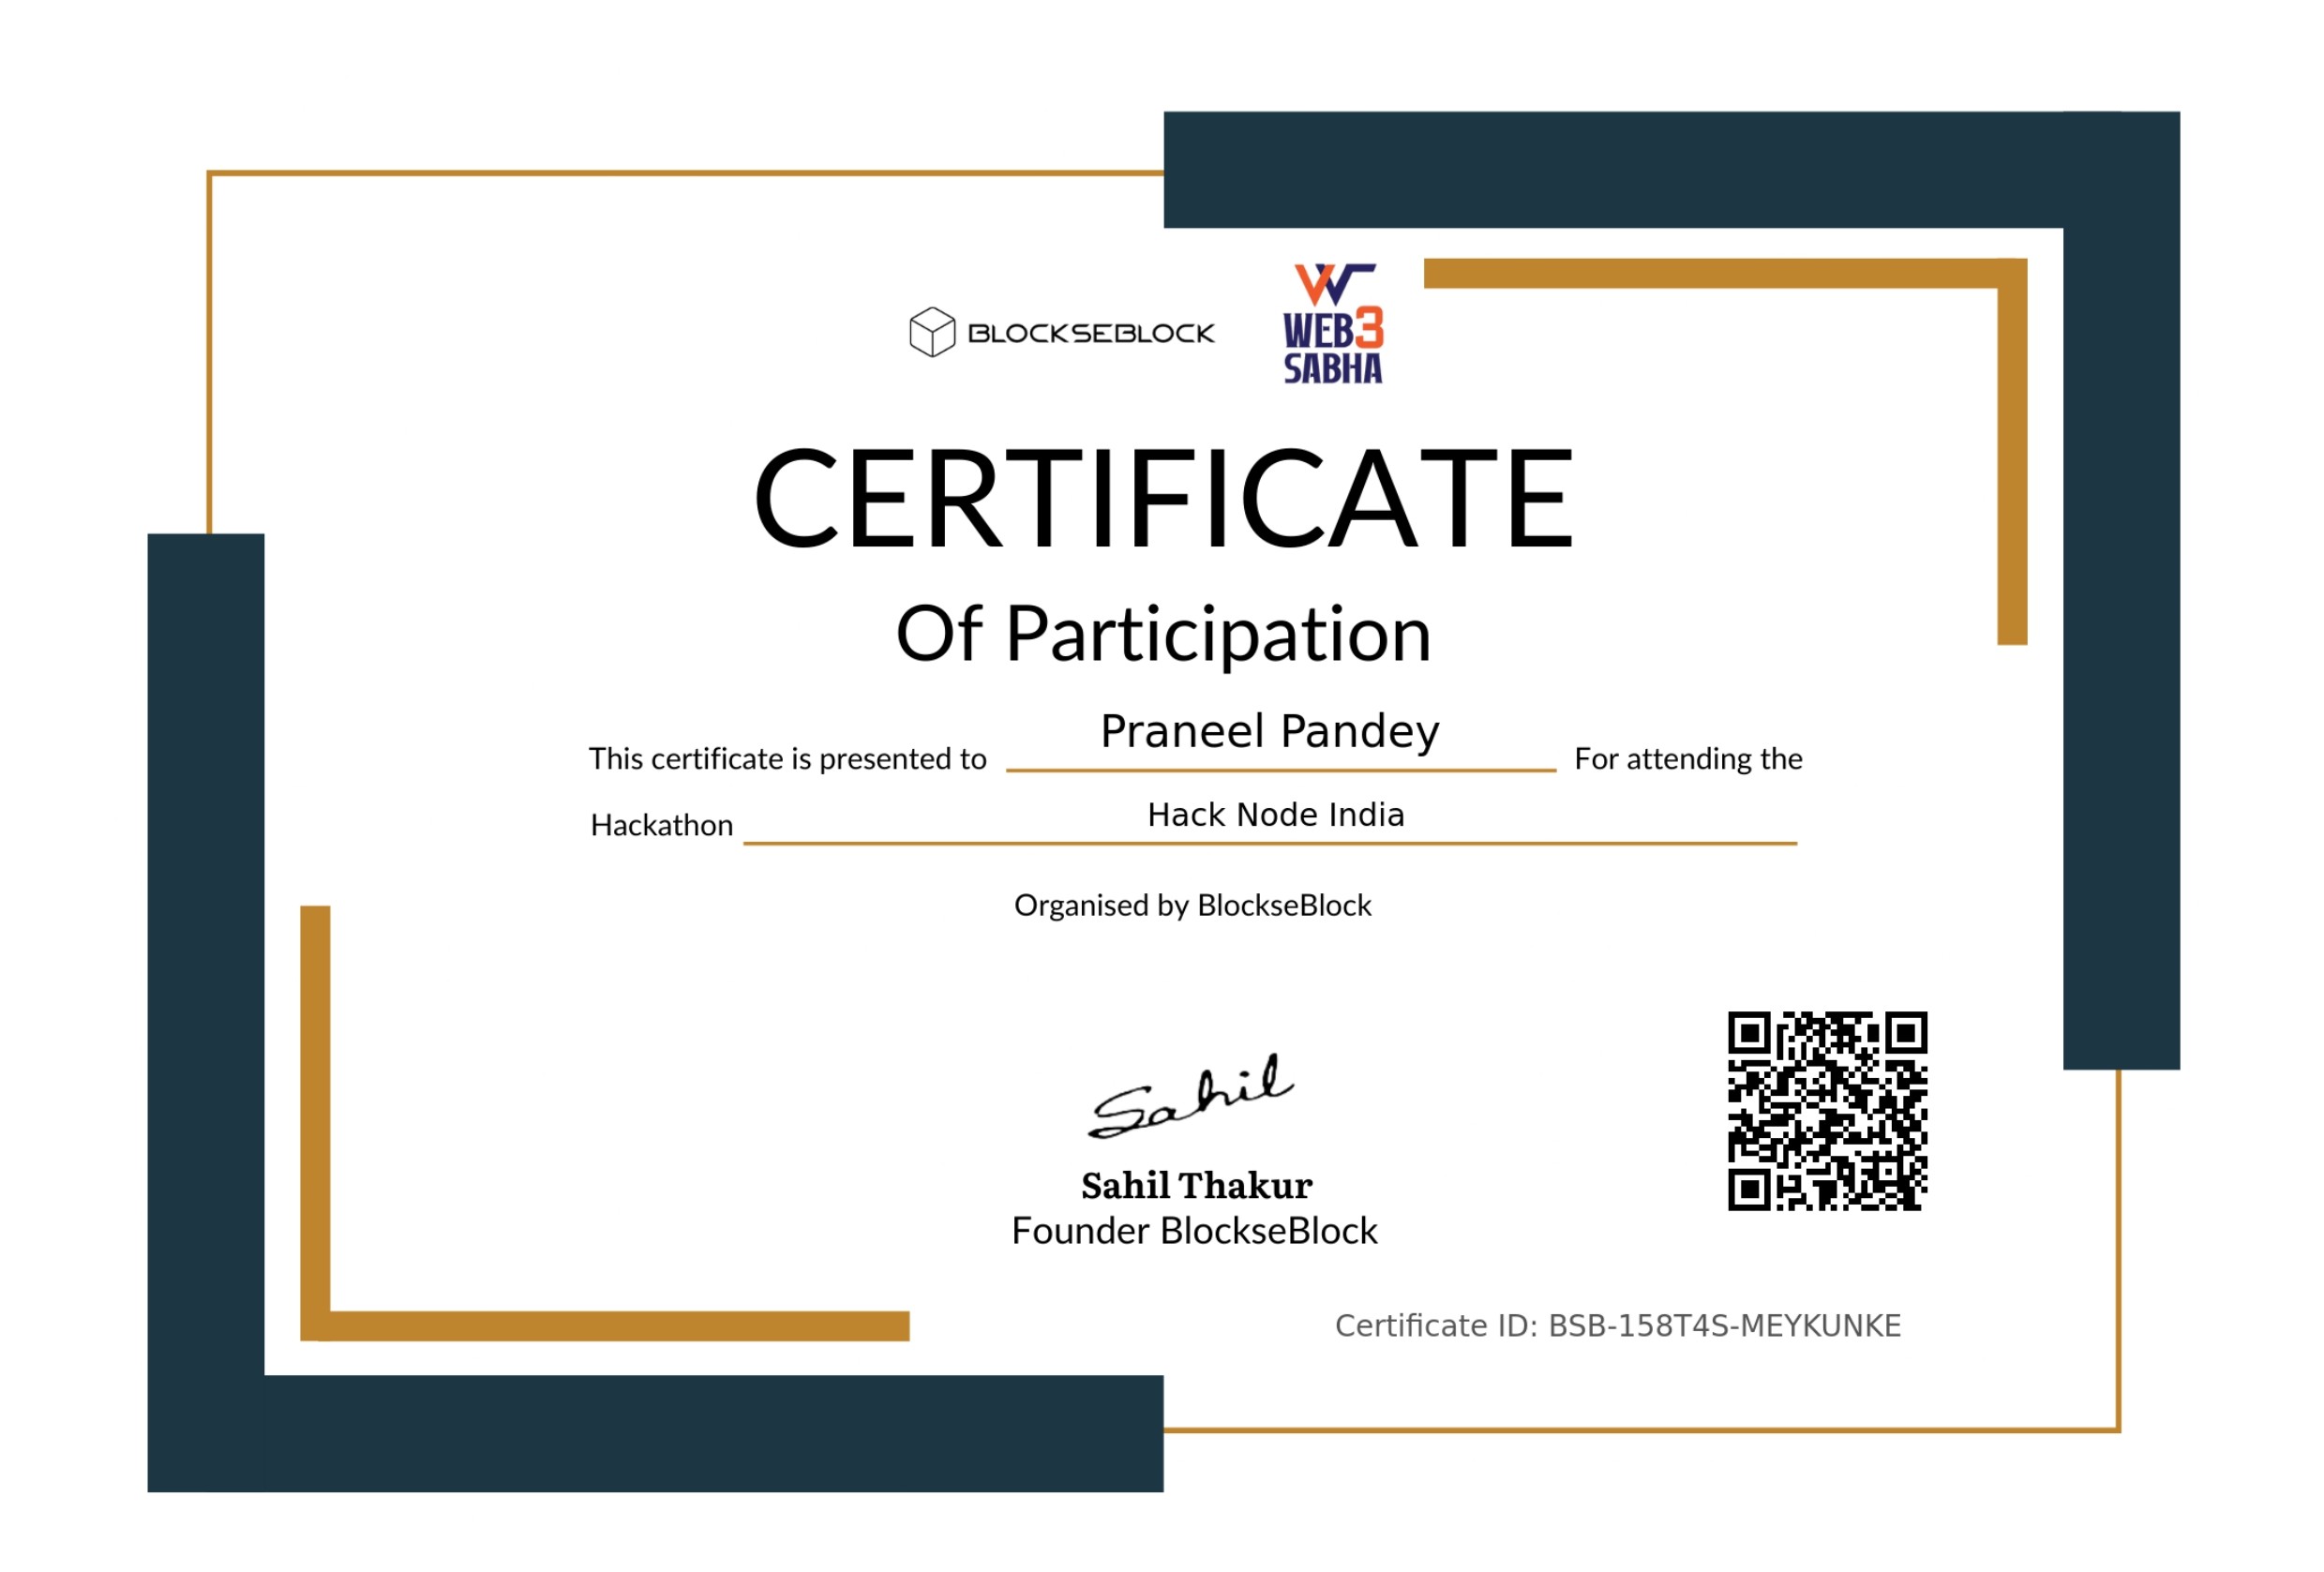 BLOCKSEBLOCK
WEB3
SABHA
CERTIFICATE
Of Participation
This certificate is presented to Praneel Pandey For attending the
Hackathon Hack Node India
Organised by BlockseBlock
Sahil
Sahil Thakur
Founder BlockseBlock
Certificate ID: BSB-158T4S-MEYKUNKE